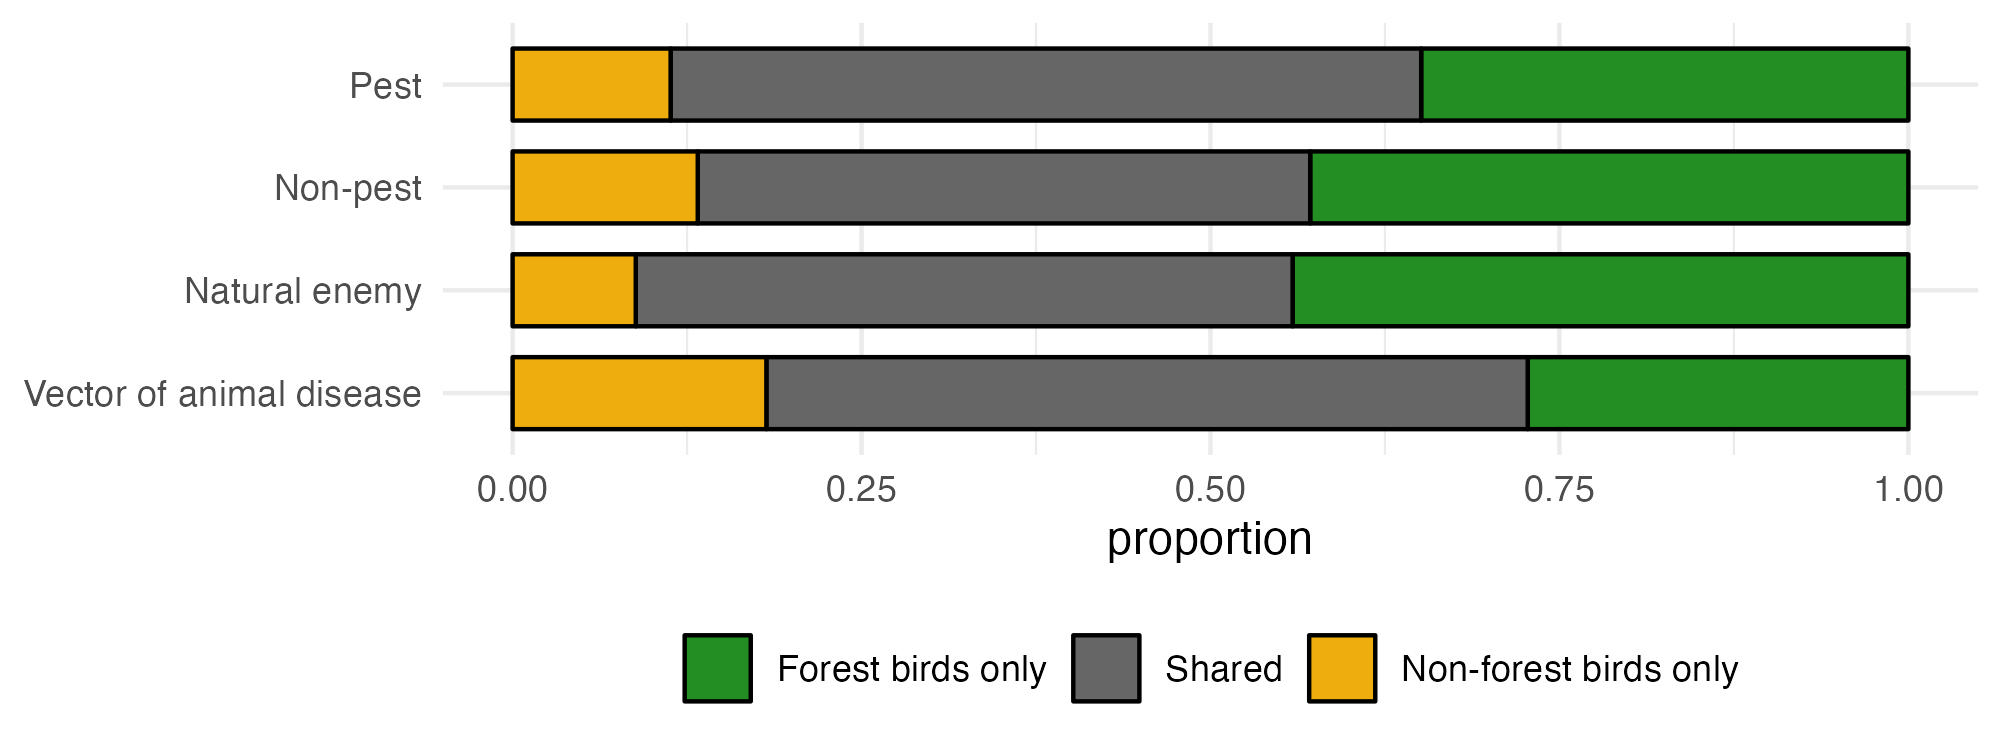 Pest
Non-pest
Natural enemy
Vector of animal disease
0.00 0.25 0.50 0.75 1.00
proportion
Forest birds only Shared Non-forest birds only